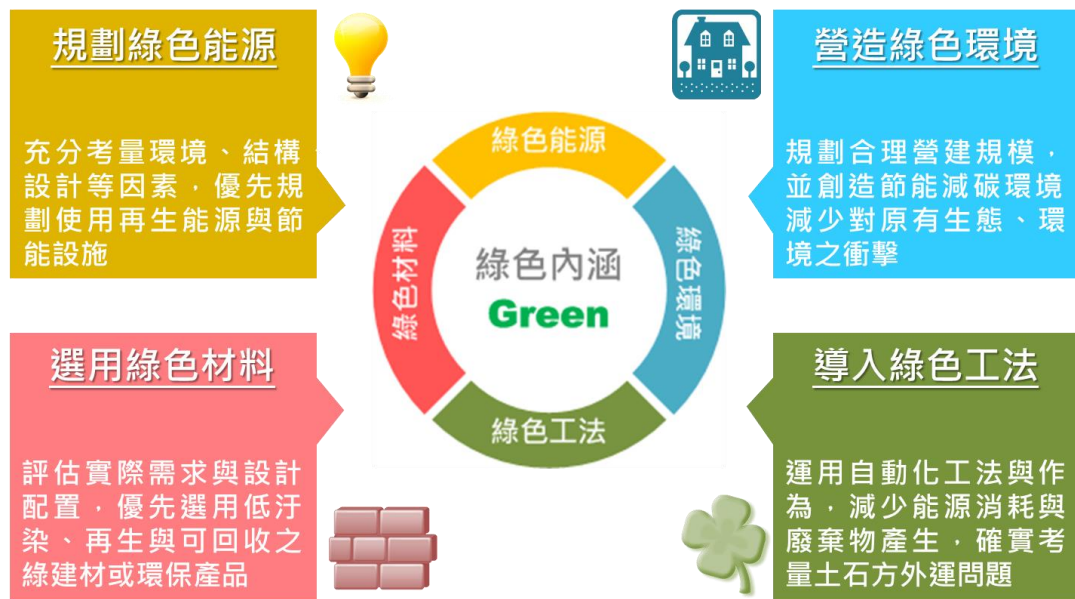 規劃綠色能源
充分考量環境、結構
設計等因素，優先規
劃使用再生能源與節
能設施
營造綠色環境
規劃合理營建規模，
並創造節能減碳環境
減少對原有生態、環
境之衝擊
綠色能源
綠色材料
綠色內涵
Green
綠色環境
綠色工法
選用綠色材料
評估實際需求與設計
配置，優先選用低汙
染、再生與可回收之
綠建材或環保產品
導入綠色工法
運用自動化工法與作
為，減少能源消耗與
廢棄物產生，確實考
量土石方外運問題